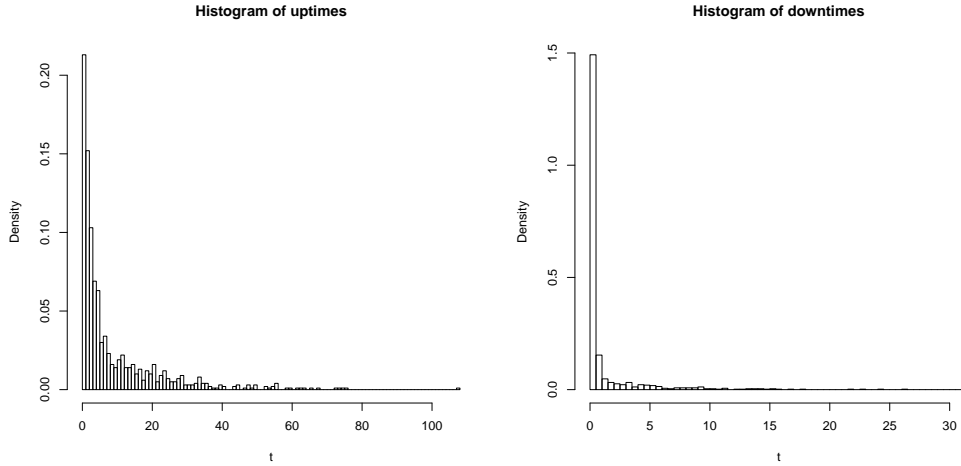 Histogram of uptimes
Density
0.00 0.05 0.10 0.15 0.20
0 20 40 60 80 100
t
Histogram of downtimes
Density
0.0 0.5 1.0 1.5
0 5 10 15 20 25 30
t